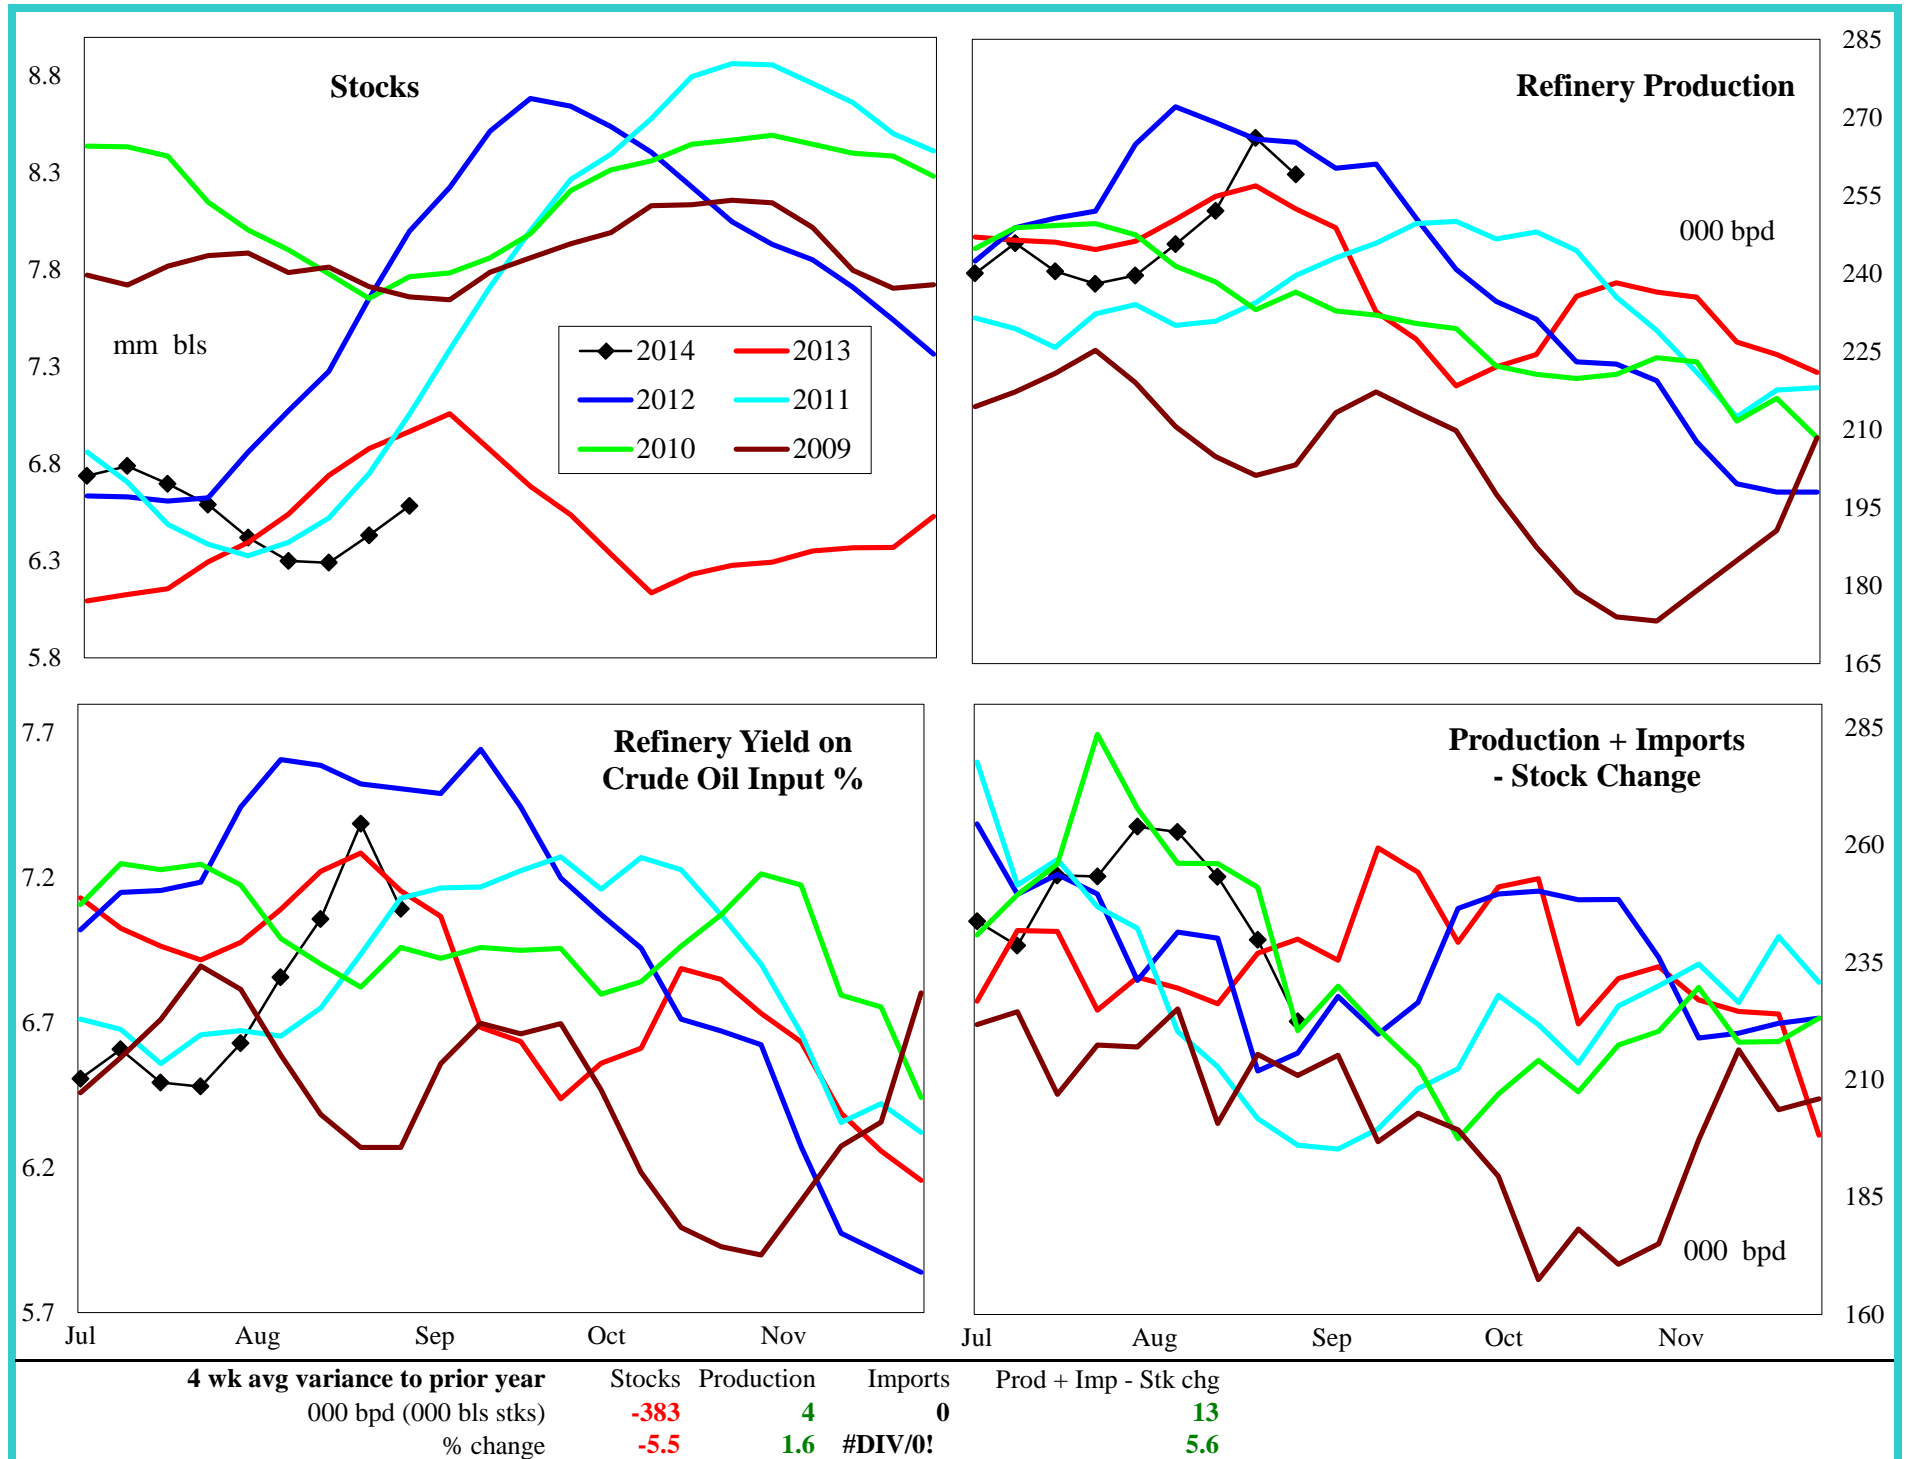 Stocks
8.8
8.3
7.8
7.3
6.8
6.3
5.8
mm bls
2014 2013
2012 2011
2010 2009
Refinery Production
000 bpd
285
270
255
240
225
210
195
180
165
Refinery Yield on
Crude Oil Input %
7.7
7.2
6.7
6.2
5.7
Jul Aug Sep Oct Nov
Production + Imports
- Stock Change
285
260
235
210
185
160
000 bpd
Jul Aug Sep Oct Nov
4 wk avg variance to prior year Stocks Production Imports Prod + Imp - Stk chg
000 bpd (000 bls stks) -383 4 0 13
% change -5.5 1.6 #DIV/0! 5.6